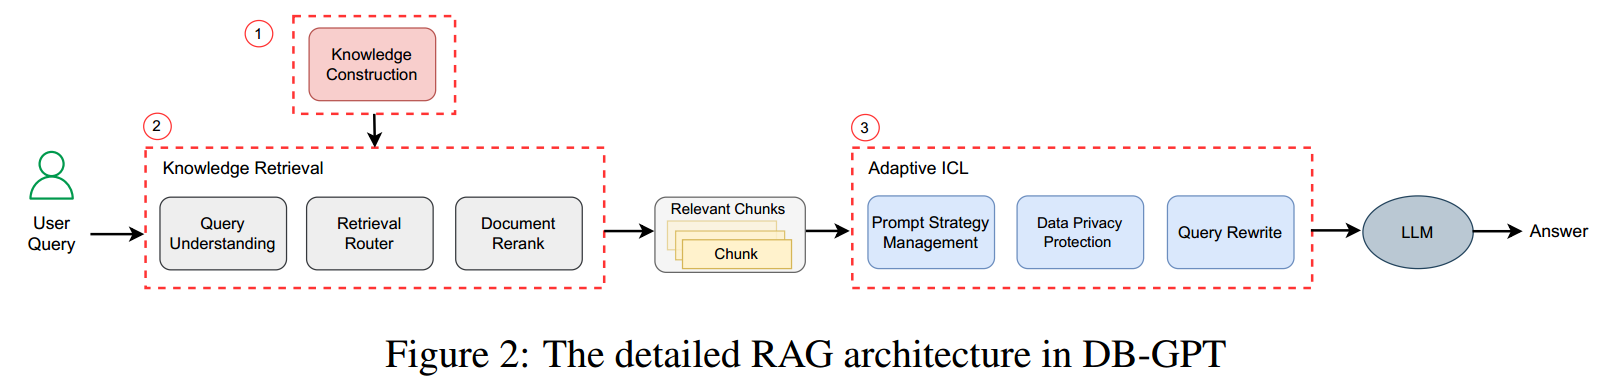 1
Knowledge
Construction
2
Knowledge Retrieval
User
Query
Query
Understanding
Retrieval
Router
Document
Rerank
Relevant Chunks
Chunk
3
Adaptive ICL
Prompt Strategy
Management
Data Privacy
Protection
Query Rewrite
LLM
Answer
Figure 2: The detailed RAG architecture in DB-GPT